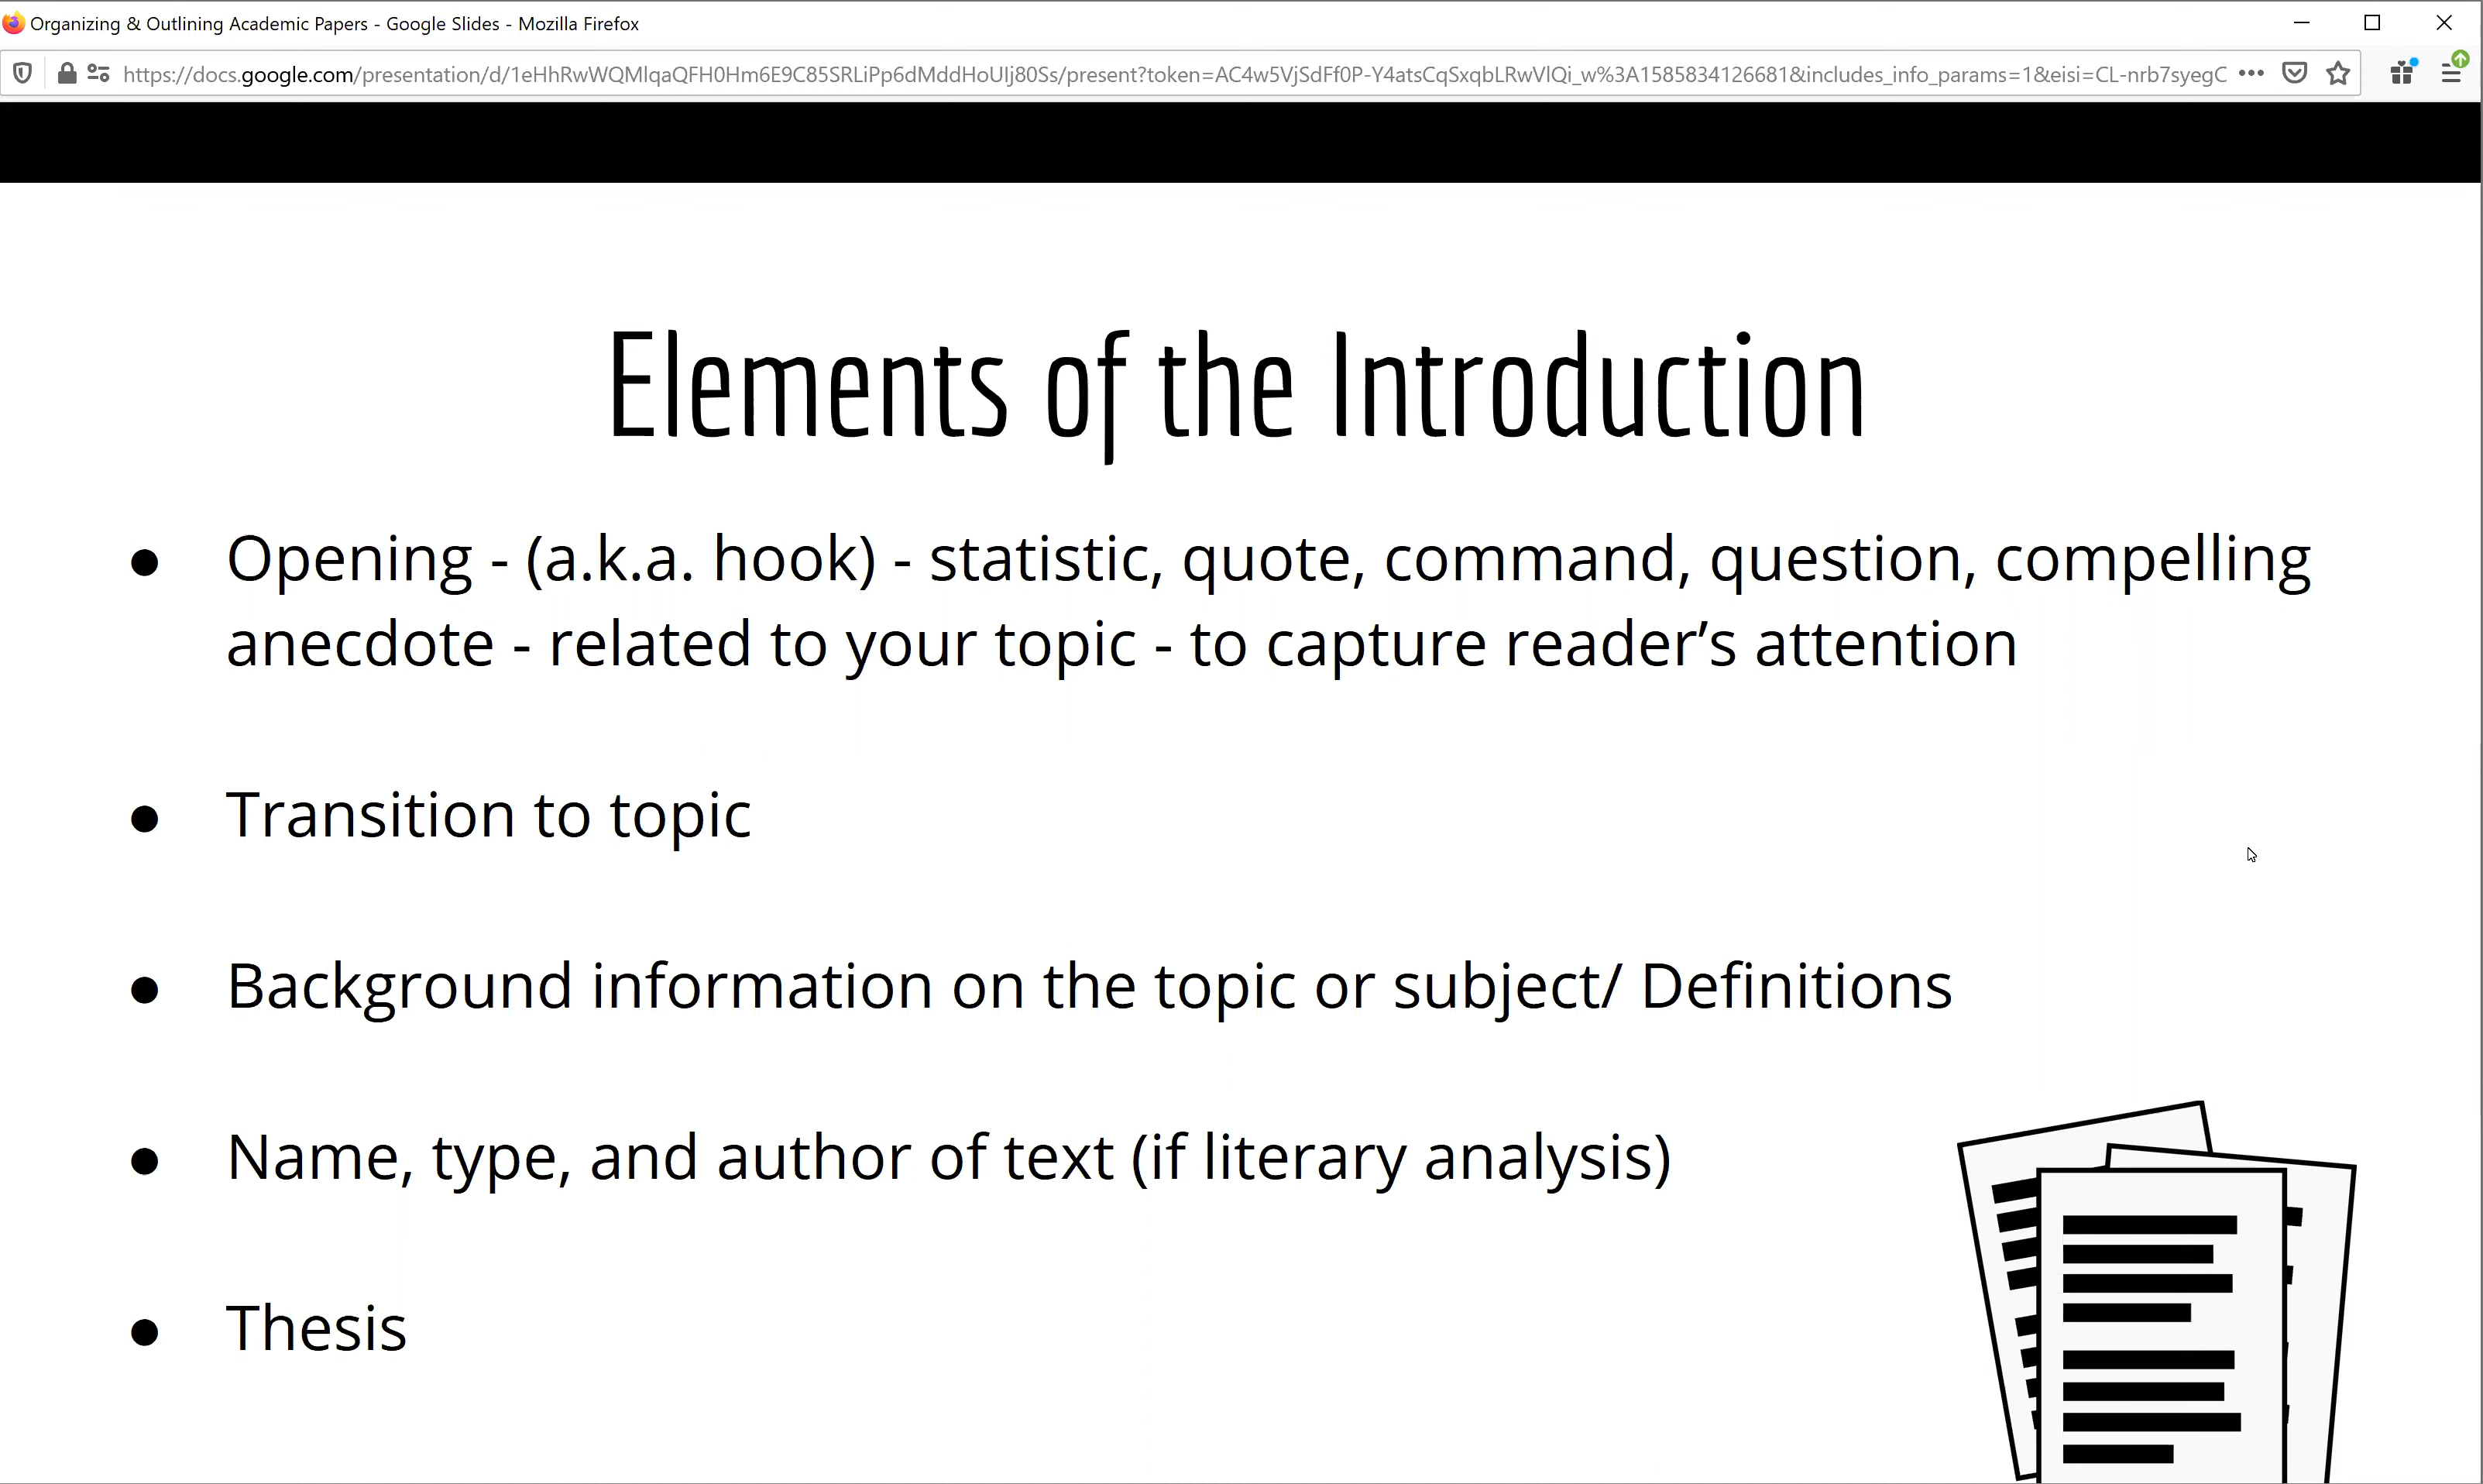 Organizing & Outlining Academic Papers - Google Slides - Mozilla Firefox
https://docs.google.com/presentation/d/1eHhRwWQMlqaQFH0Hm6E9C85SRLiPp6dMddHoUlj80Ss/present?token=AC4w5VjSdFf0P-Y4atsCqSxqbLRwVlQi_w%3A1585834126681&includes_info_params=1&eisi=CL-nrb7syegC
Elements of the Introduction
● Opening - (a.k.a. hook) - statistic, quote, command, question, compelling
anecdote - related to your topic - to capture reader’s attention
● Transition to topic
● Background information on the topic or subject/ Definitions
● Name, type, and author of text (if literary analysis)
● Thesis